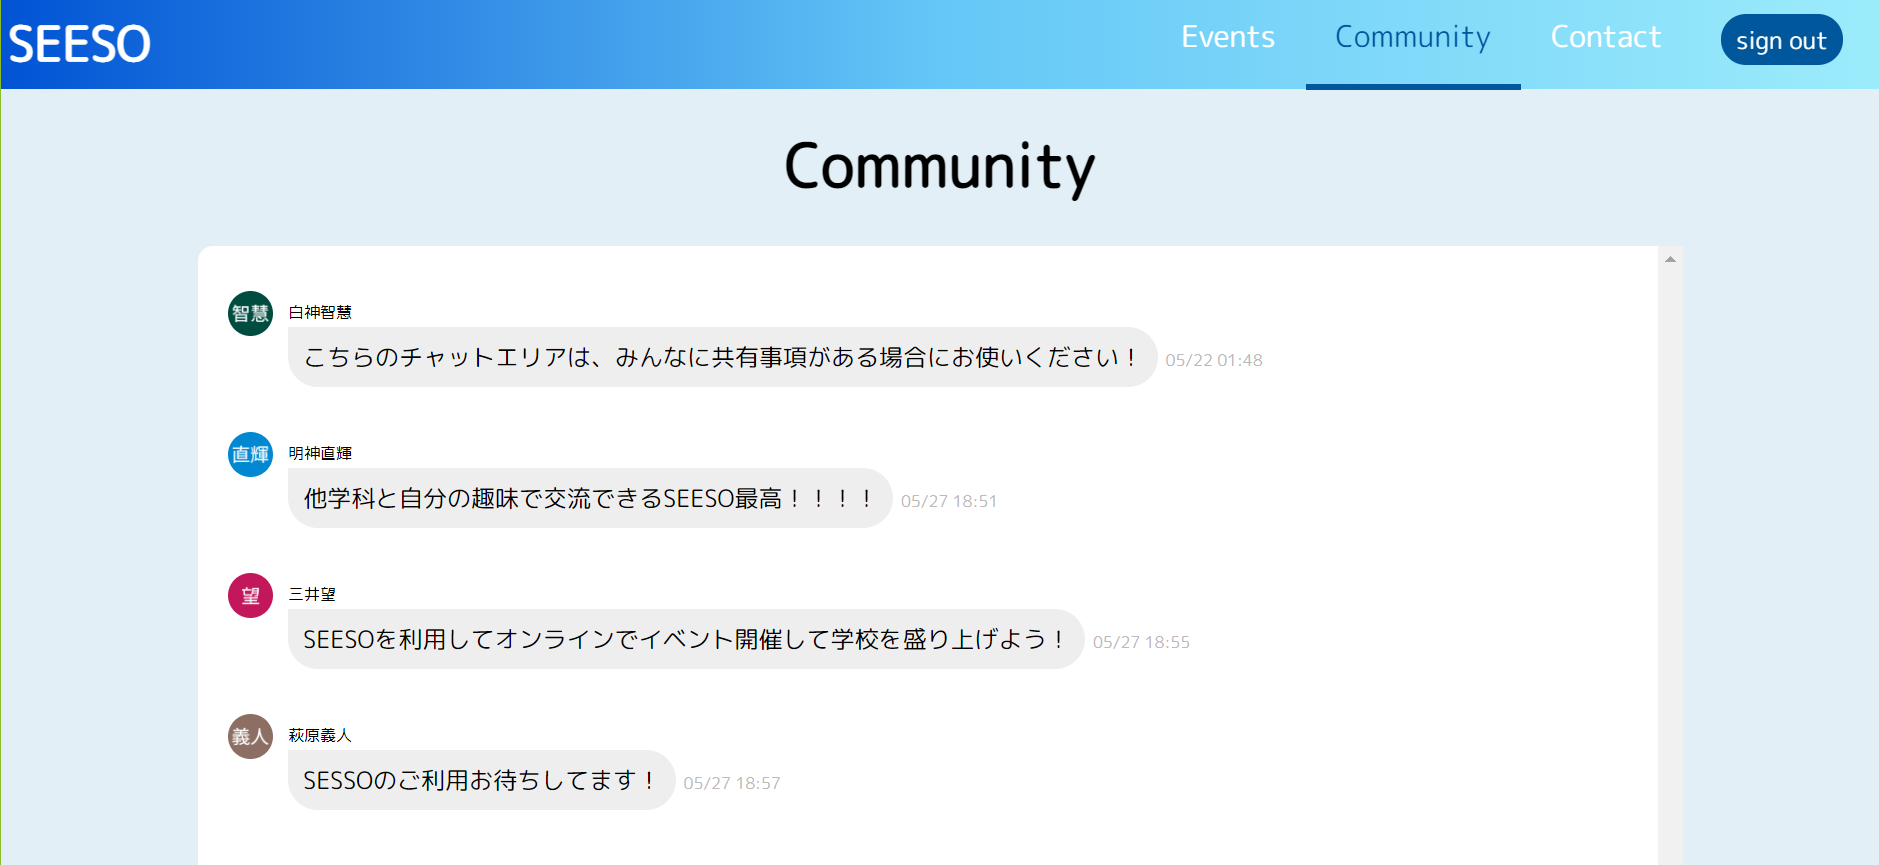 SEESO
Events
Community
Contact
sign out
Community
智慧
白神智慧
こちらのチャットエリアは、みんなに共有事項がある場合にお使いください！
05/22 01:48
直輝
明神直輝
他学科と自分の趣味で交流できるSEESO最高！！！！
05/27 18:51
望
三井望
SEESOを利用してオンラインでイベント開催して学校を盛り上げよう！
05/27 18:55
義人
萩原義人
SESSOのご利用お待ちしてます！
05/27 18:57